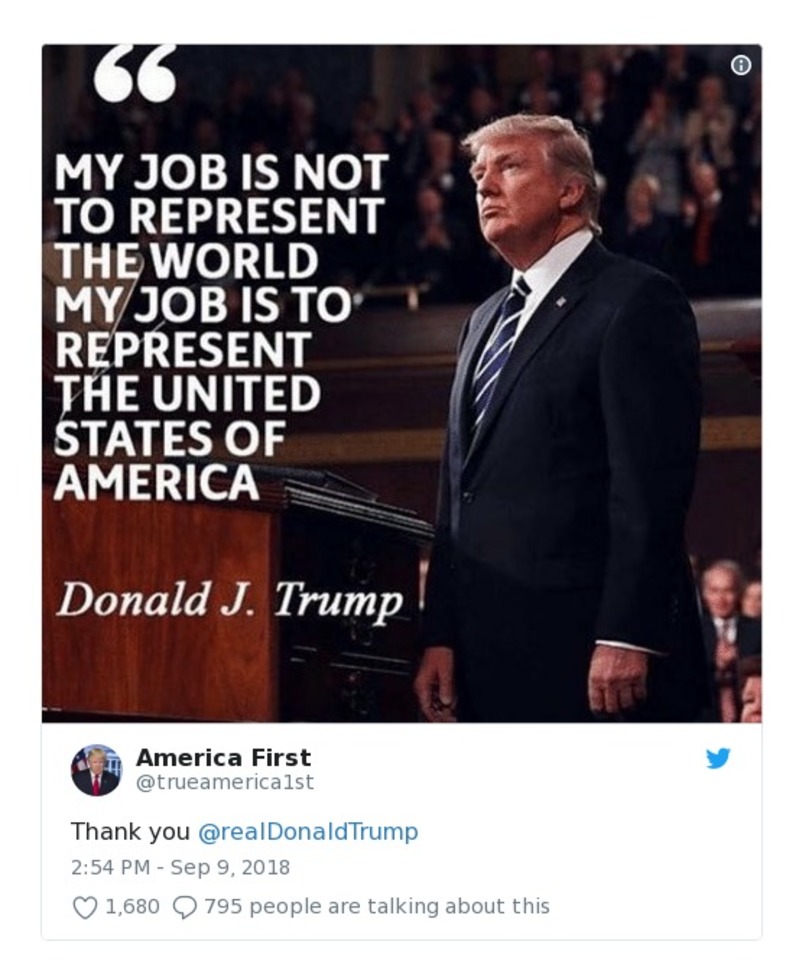 “
MY JOB IS NOT
TO REPRESENT
THE WORLD
MY JOB IS TO
REPRESENT
THE UNITED
STATES OF
AMERICA
Donald J. Trump
America First
@trueamerica1st
Thank you @realDonaldTrump
2:54 PM - Sep 9, 2018
1,680 795 people are talking about this